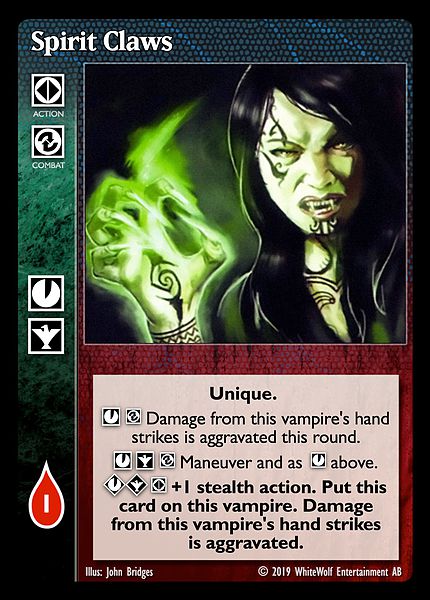 Spirit Claws
ACTION
COMBAT
Unique.
Damage from this vampire's hand
strikes is aggravated this round.
Maneuver and as above.
+1 stealth action. Put this
card on this vampire. Damage
from this vampire's hand strikes
is aggravated.
1
Illus: John Bridges © 2019 WhiteWolf Entertainment AB